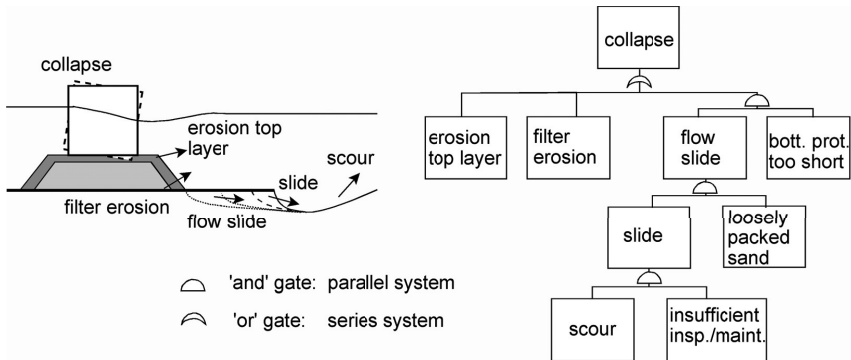 collapse
erosion top
layer
scour
slide
filter erosion
flow slide
'and' gate: parallel system
'or' gate: series system
collapse
erosion
top layer
filter
erosion
flow
slide
bott. prot.
too short
slide
loosely
packed
sand
scour
insufficient
insp./maint.